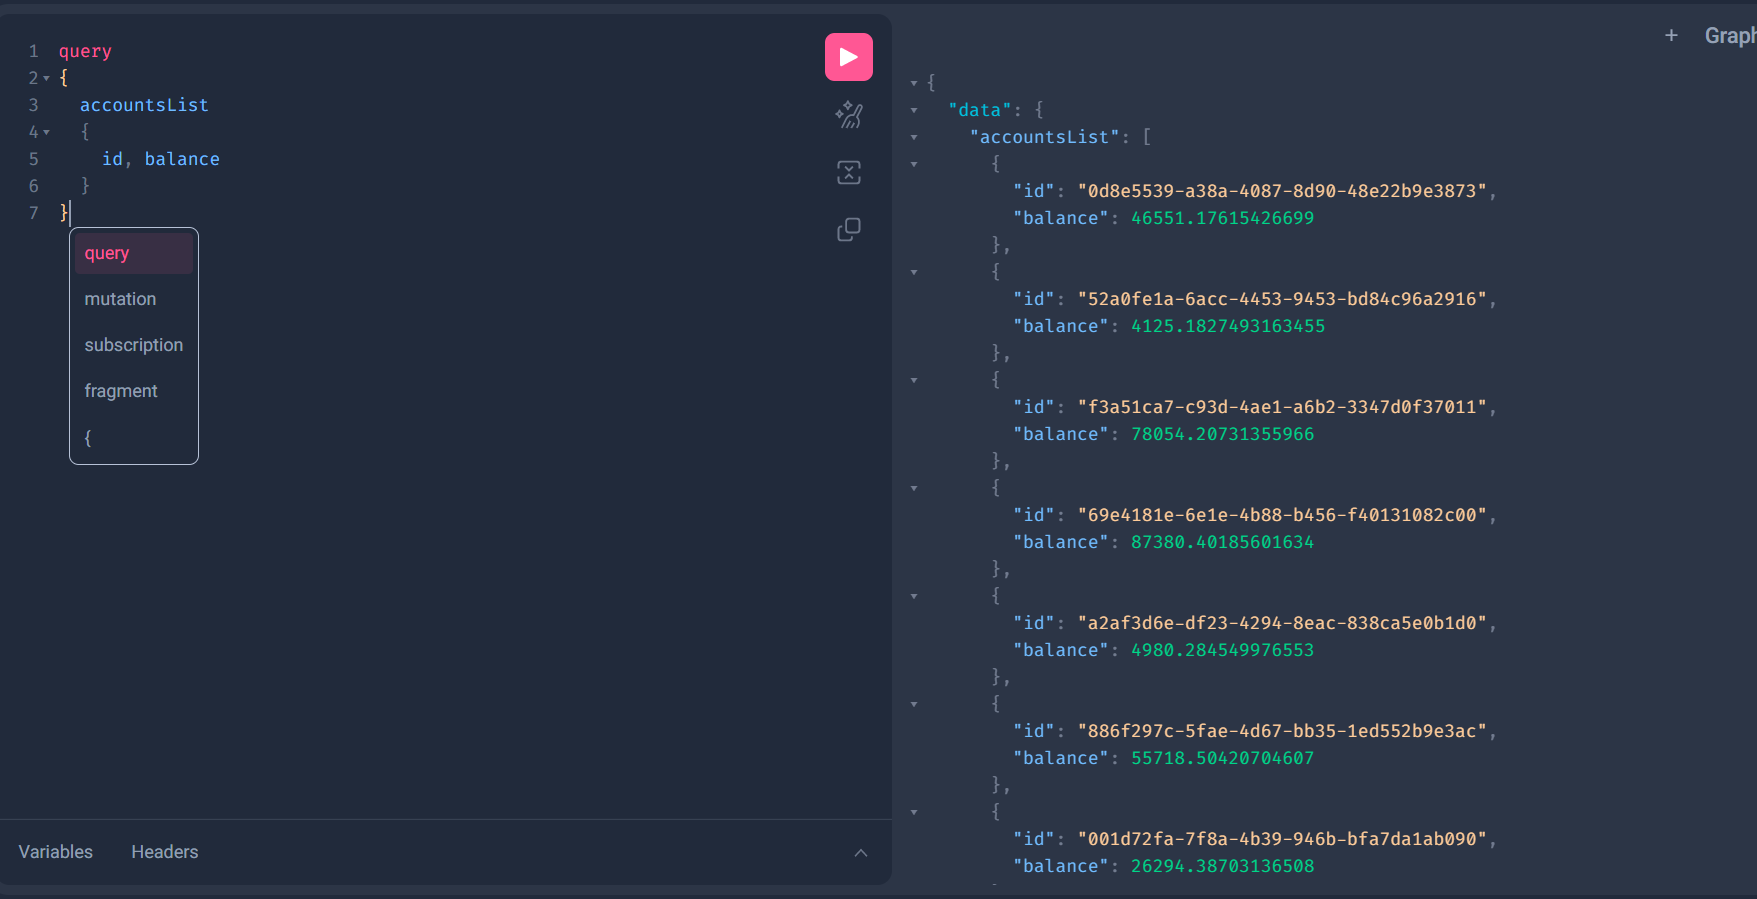 1 query
2 {
3 accountsList
4 {
5 id, balance
6 }
7 }
query
mutation
subscription
fragment
{
Variables Headers
+ Graph
{
"data": {
"accountsList": [
{
"id": "0d8e5539-a38a-4087-8d90-48e22b9e3873",
"balance": 46551.17615426699
},
{
"id": "52a0fe1a-6acc-4453-9453-bd84c96a2916",
"balance": 4125.1827493163455
},
{
"id": "f3a51ca7-c93d-4ae1-a6b2-3347d0f37011",
"balance": 78054.20731355966
},
{
"id": "69e4181e-6e1e-4b88-b456-f40131082c00",
"balance": 87380.40185601634
},
{
"id": "a2af3d6e-df23-4294-8eac-838ca5e0b1d0",
"balance": 4980.284549976553
},
{
"id": "886f297c-5fae-4d67-bb35-1ed552b9e3ac",
"balance": 55718.50420704607
},
{
"id": "001d72fa-7f8a-4b39-946b-bfa7da1ab090",
"balance": 26294.38703136508